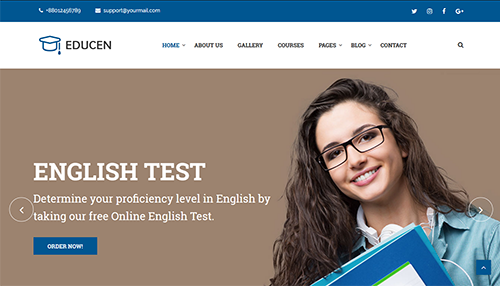 +88012456789 support@yourmail.com
EDUCEN HOME ABOUT US GALLERY COURSES PAGES BLOG CONTACT
ENGLISH TEST
Determine your proficiency level in English by
taking our free Online English Test.
ORDER NOW!